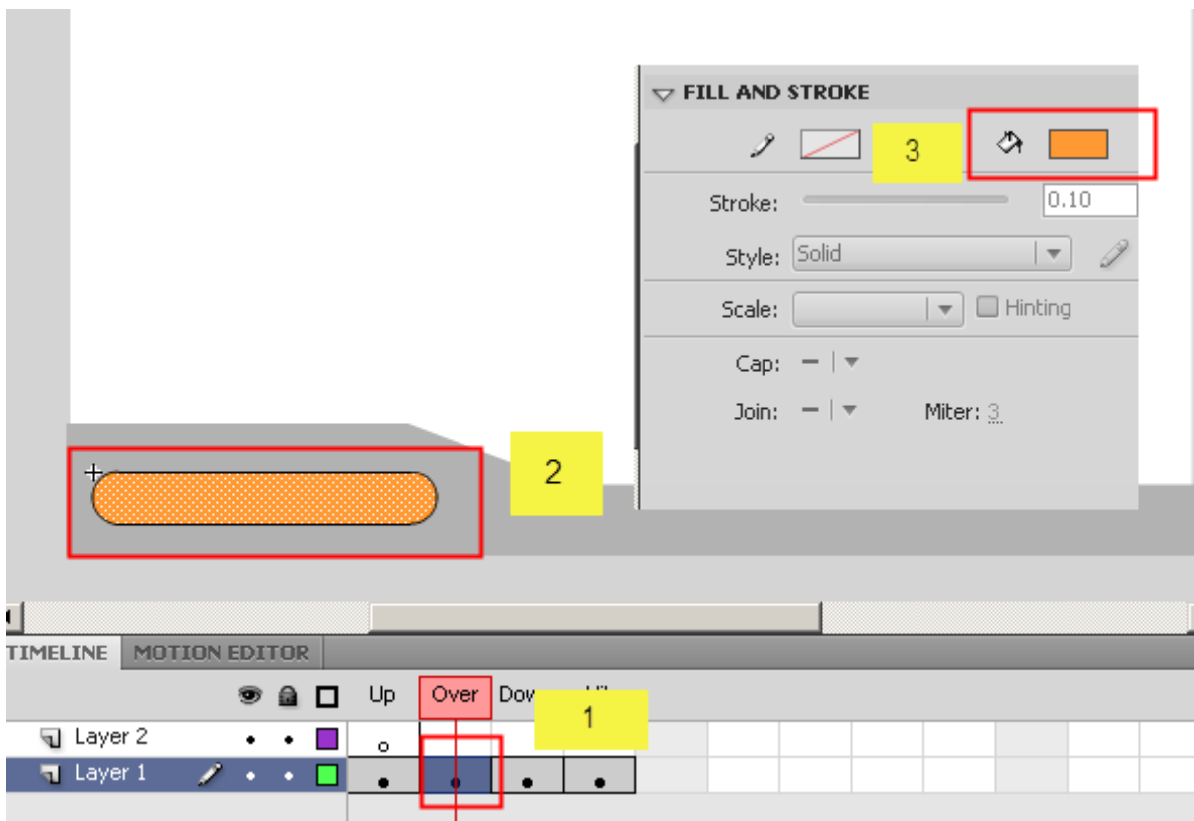 FILL AND STROKE
3
Stroke: 0.10
Style: Solid
Scale: Hinting
Cap:
Join: Miter: 3
2
TIMELINE MOTION EDITOR
Up Over
1
Layer 2
Layer 1